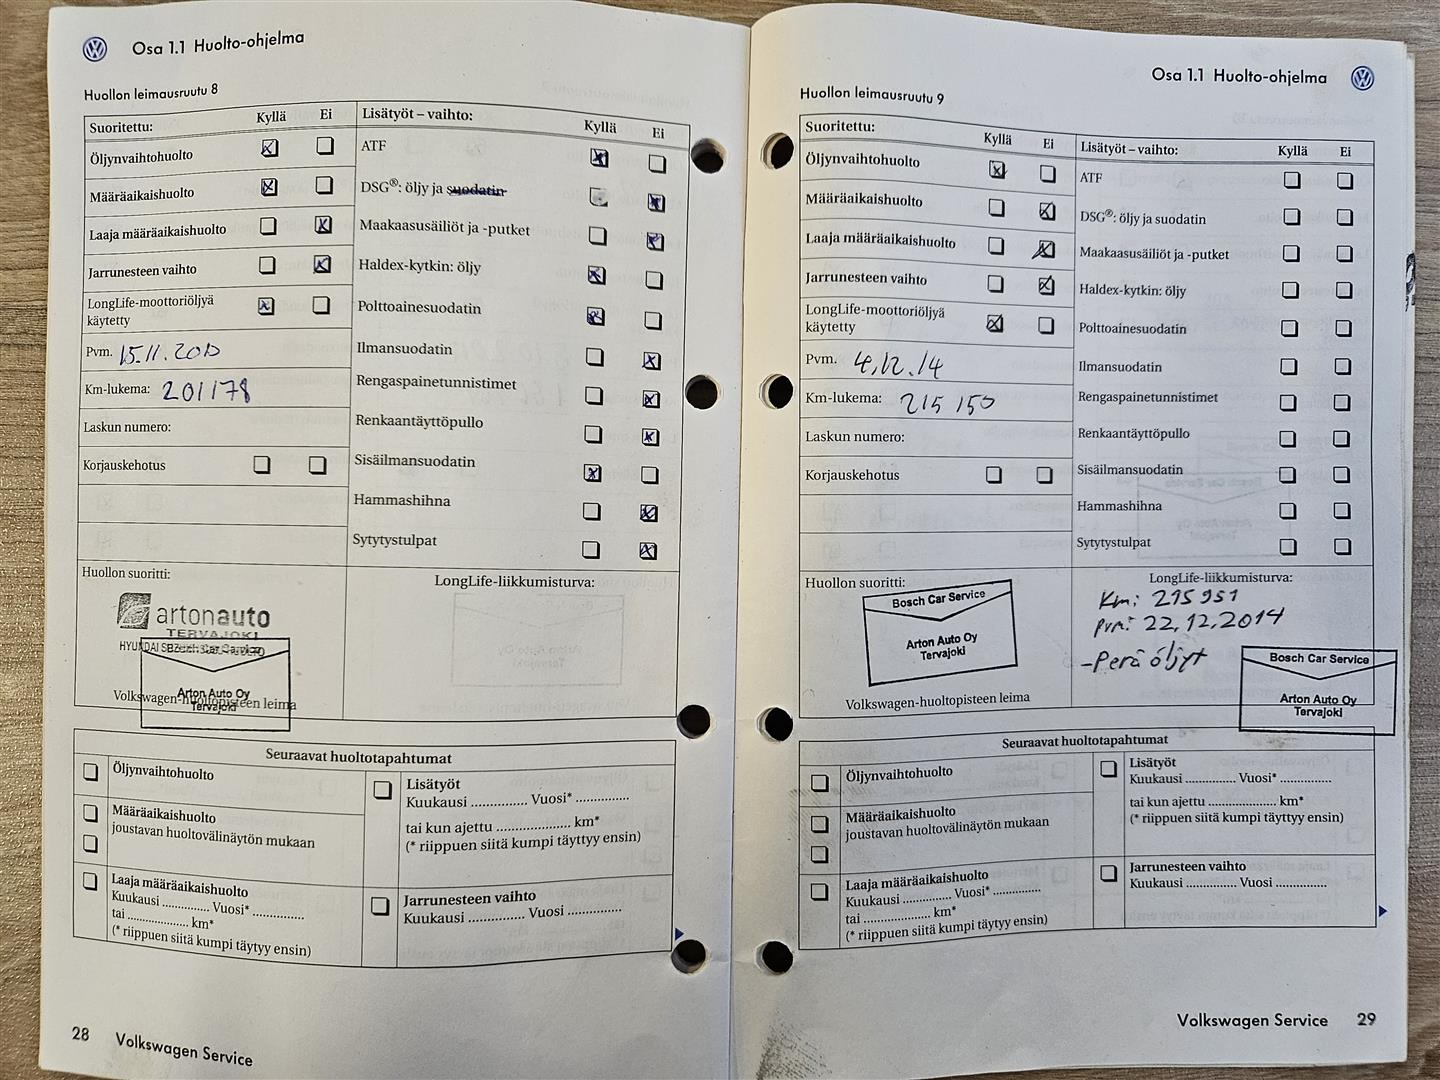 Osa 1.1 Huolto-ohjelma
Huollon leimausruutu 8
Suoritettu: Kyllä Ei
Öljynvaihtohuolto
Määräaikaishuolto
Laaja määräaikaishuolto
Jarrunesteen vaihto
LongLife-moottoriöljyä
käytetty
Pvm. 15.11.2013
Km-lukema: 201178
Laskun numero:
Korjauskehotus
Lisätyöt – vaihto: Kyllä Ei
ATF
DSG®: öljy ja suodatin
Maakaasusäiliöt ja -putket
Haldex-kytkin: öljy
Polttoainesuodatin
Ilmansuodatin
Rengaspainetunnistimet
Renkaantäyttöpullo
Sisäilmansuodatin
Hammashihna
Sytytystulpat
Huollon suoritti:
artonauto
TERVAJOKI
Bosch Car Service
Arton Auto Oy
Tervajoki
Volkswagen-huoltopisteen leima
LongLife-liikkumisturva:
Seuraavat huoltotapahtumat
Öljynvaihtohuolto
Määräaikaishuolto
joustavan huoltovälinäytön mukaan
Laaja määräaikaishuolto
Kuukausi .............. Vuosi* ...............
tai ...................... km*
(* riippuen siitä kumpi täytyy ensin)
Lisätyöt
Kuukausi ............... Vuosi* ...............
tai kun ajettu .................... km*
(* riippuen siitä kumpi täyttyy ensin)
Jarrunesteen vaihto
Kuukausi ............... Vuosi ...............
28 Volkswagen Service
Osa 1.1 Huolto-ohjelma
Huollon leimausruutu 9
Suoritettu: Kyllä Ei
Öljynvaihtohuolto
Määräaikaishuolto
Laaja määräaikaishuolto
Jarrunesteen vaihto
LongLife-moottoriöljyä
käytetty
Pvm. 4.12.14
Km-lukema: 215 150
Laskun numero:
Korjauskehotus
Lisätyöt – vaihto: Kyllä Ei
ATF
DSG®: öljy ja suodatin
Maakaasusäiliöt ja -putket
Haldex-kytkin: öljy
Polttoainesuodatin
Ilmansuodatin
Rengaspainetunnistimet
Renkaantäyttöpullo
Sisäilmansuodatin
Hammashihna
Sytytystulpat
Huollon suoritti:
Bosch Car Service
Arton Auto Oy
Tervajoki
Volkswagen-huoltopisteen leima
LongLife-liikkumisturva:
Km: 215951
Pvm: 22.12.2014
-Perä öljyt
Bosch Car Service
Arton Auto Oy
Tervajoki
Seuraavat huoltotapahtumat
Öljynvaihtohuolto
Määräaikaishuolto
joustavan huoltovälinäytön mukaan
Laaja määräaikaishuolto
Kuukausi .............. Vuosi* ...............
tai ...................... km*
(* riippuen siitä kumpi täytyy ensin)
Lisätyöt
Kuukausi ............... Vuosi* ...............
tai kun ajettu .................... km*
(* riippuen siitä kumpi täyttyy ensin)
Jarrunesteen vaihto
Kuukausi ............... Vuosi ...............
Volkswagen Service 29